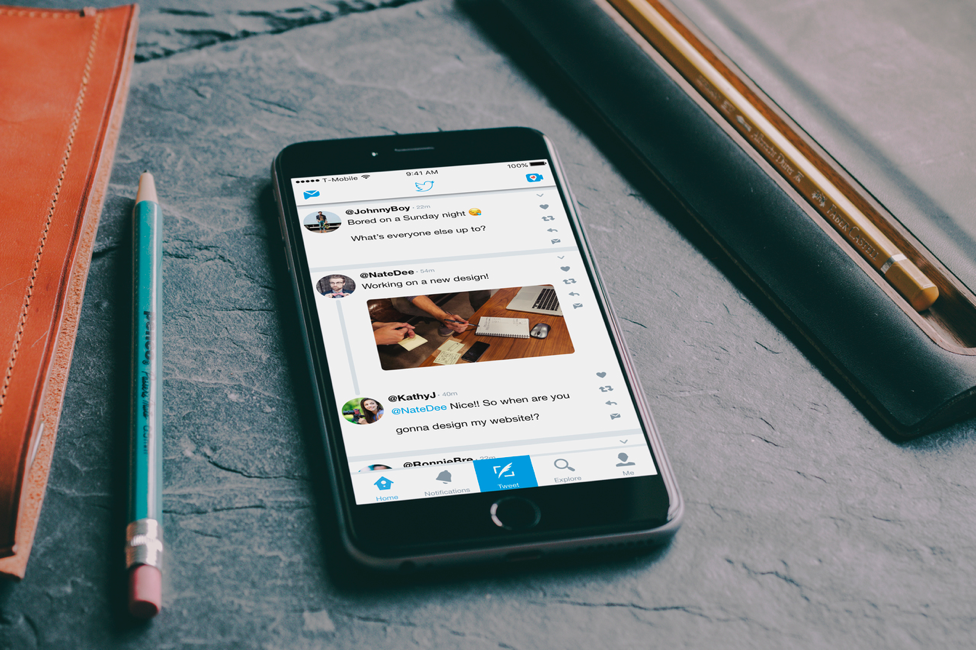 T-Mobile
9:41 AM
100%
@JohnnyBoy · 22m
Bored on a Sunday night 😪
What's everyone else up to?
@NateDee · 54m
Working on a new design!
@KathyJ · 40m
@NateDee Nice!! So when are you
gonna design my website!?
@BonnieBre
Home
Notifications
Tweet
Explore
Me